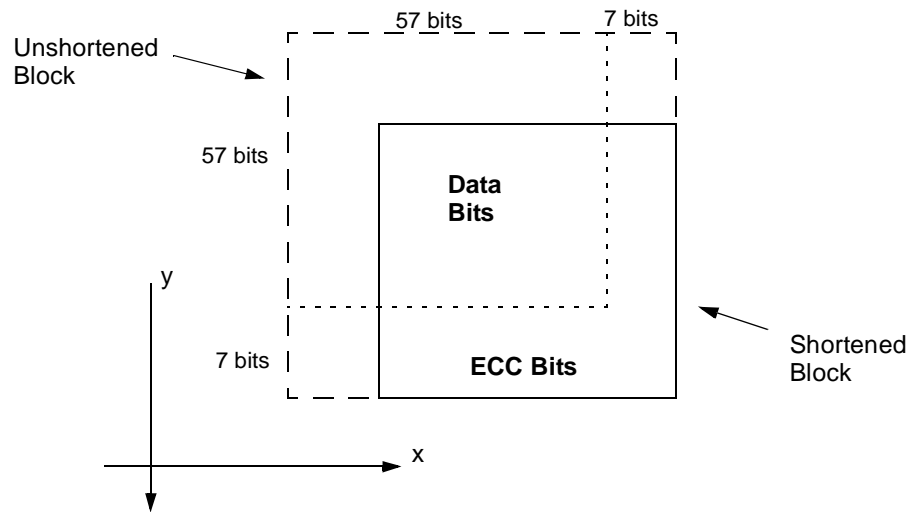 57 bits
7 bits
Unshortened
Block
57 bits
Data
Bits
y
7 bits
ECC Bits
Shortened
Block
x